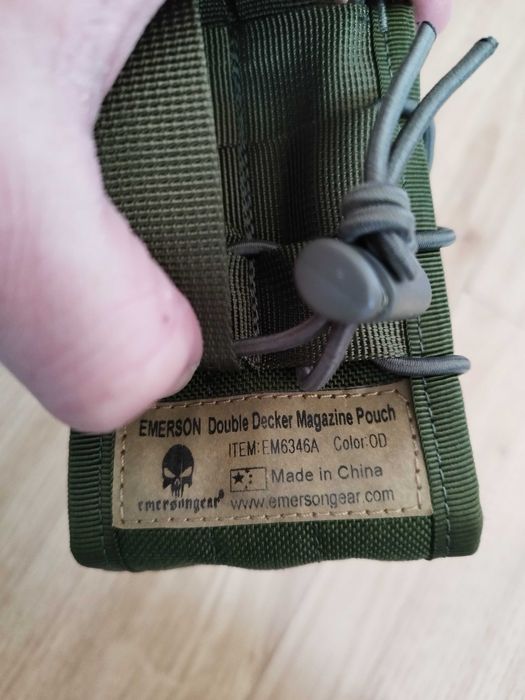 EMERSON Double Decker Magazine Pouch
ITEM:EM6346A Color:OD
Made in China
emersongear®
www.emersongear.com